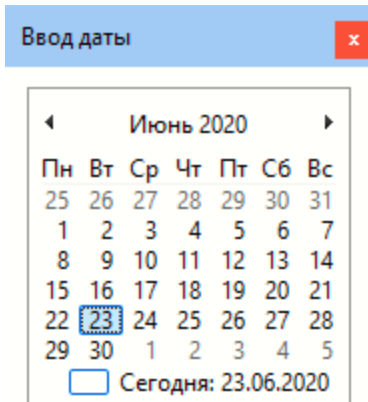 Ввод даты x
Июнь 2020
Пн Вт Ср Чт Пт Сб Вс
25 26 27 28 29 30 31
1 2 3 4 5 6 7
8 9 10 11 12 13 14
15 16 17 18 19 20 21
22 23 24 25 26 27 28
29 30 1 2 3 4 5
Сегодня: 23.06.2020